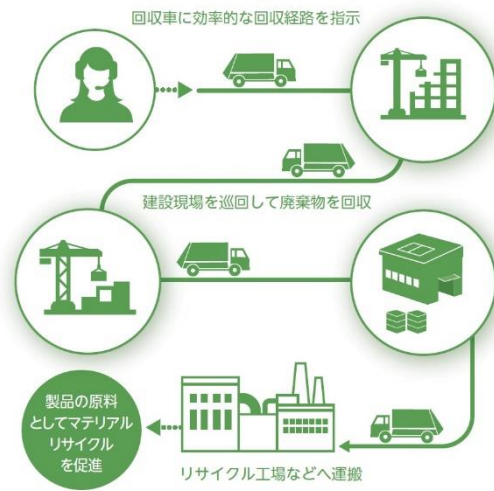 回収車に効率的な回収経路を指示
建設現場を巡回して廃棄物を回収
製品の原料
としてマテリアル
リサイクル
を促進
リサイクル工場などへ運搬